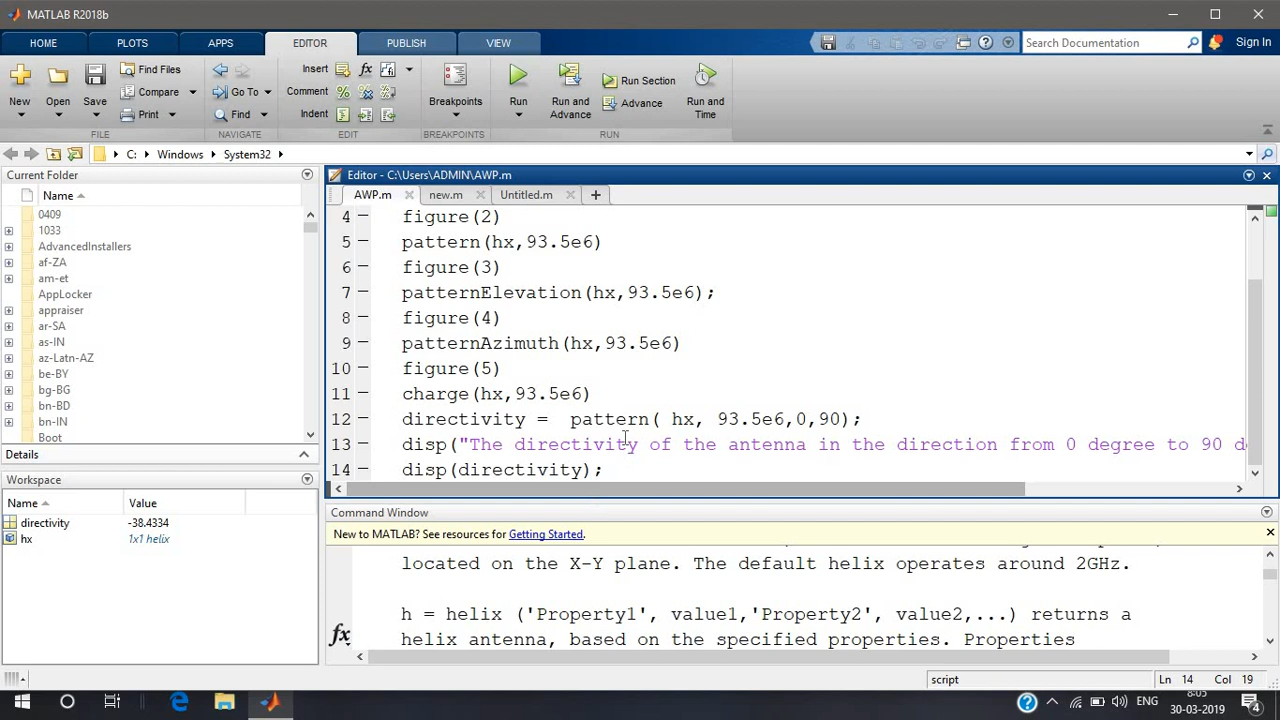 MATLAB R2018b
HOME PLOTS APPS EDITOR PUBLISH VIEW Search Documentation Sign In
New Open Save Find Files Compare Print Go To Find Insert Comment Indent fx Breakpoints Run Run and Advance Run Section Advance Run and Time
FILE NAVIGATE EDIT BREAKPOINTS RUN
C: Windows System32
Current Folder
Name
0409
1033
AdvancedInstallers
af-ZA
am-et
AppLocker
appraiser
ar-SA
as-IN
az-Latn-AZ
be-BY
bg-BG
bn-BD
bn-IN
Boot
Details
Workspace
Name Value
directivity -38.4334
hx 1x1 helix
Editor - C:\Users\ADMIN\AWP.m
AWP.m new.m Untitled.m
4 figure(2)
5 pattern(hx,93.5e6)
6 figure(3)
7 patternElevation(hx,93.5e6);
8 figure(4)
9 patternAzimuth(hx,93.5e6)
10 figure(5)
11 charge(hx,93.5e6)
12 directivity = pattern( hx, 93.5e6,0,90);
13 disp("The directivity of the antenna in the direction from 0 degree to 90 d
14 disp(directivity);
Command Window
New to MATLAB? See resources for Getting Started.
located on the X-Y plane. The default helix operates around 2GHz.
h = helix ('Property1', value1,'Property2', value2,...) returns a
fx helix antenna, based on the specified properties. Properties
script Ln 14 Col 19
8:05
30-03-2019
4